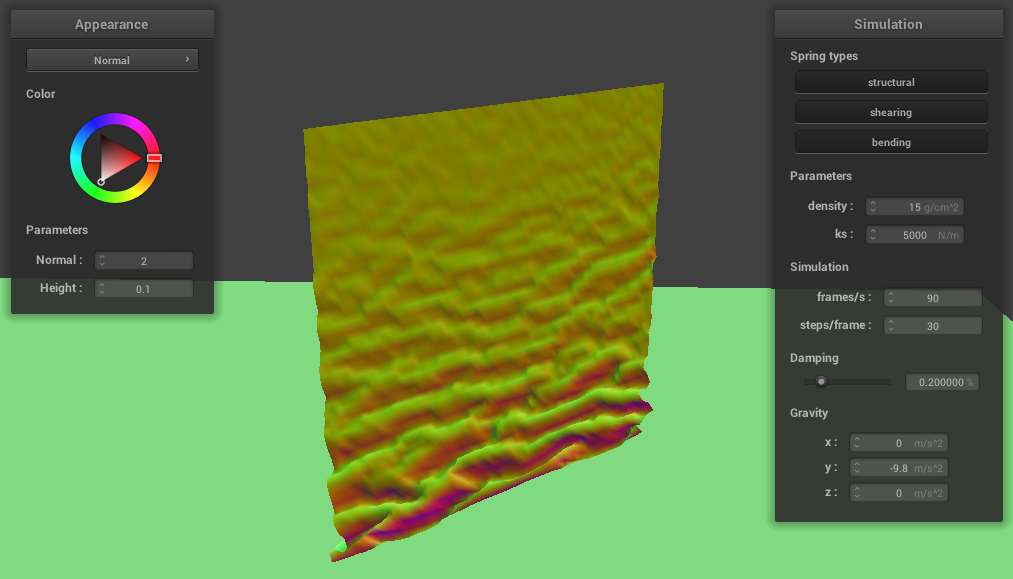 Appearance
Normal
Color
Parameters
Normal : 2
Height : 0.1
Simulation
Spring types
structural
shearing
bending
Parameters
density : 15 g/cm^2
ks : 5000 N/m
Simulation
frames/s : 90
steps/frame : 30
Damping
0.200000 %
Gravity
x : 0 m/s^2
y : -9.8 m/s^2
z : 0 m/s^2